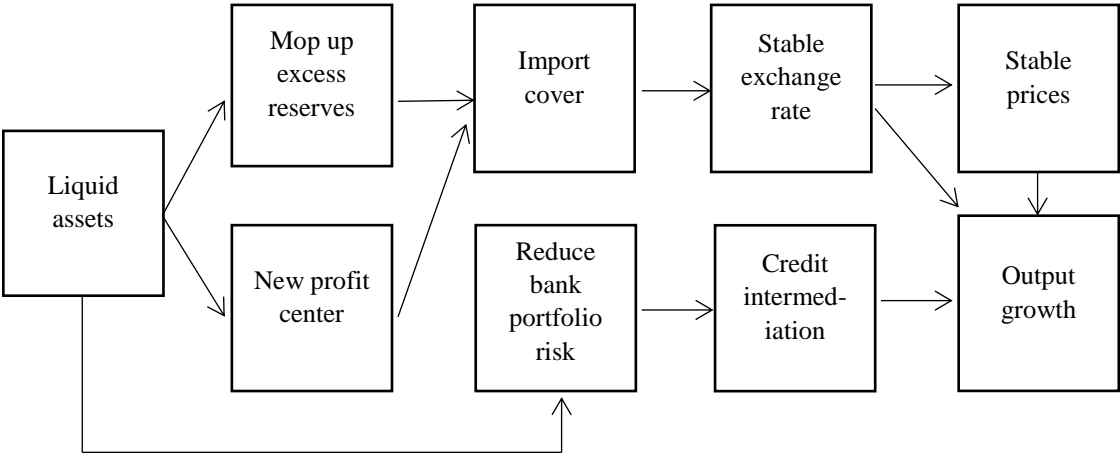 Mop up
excess
reserves
Import
cover
Stable
exchange
rate
Stable
prices
Liquid
assets
New profit
center
Reduce
bank
portfolio
risk
Credit
intermed-
iation
Output
growth